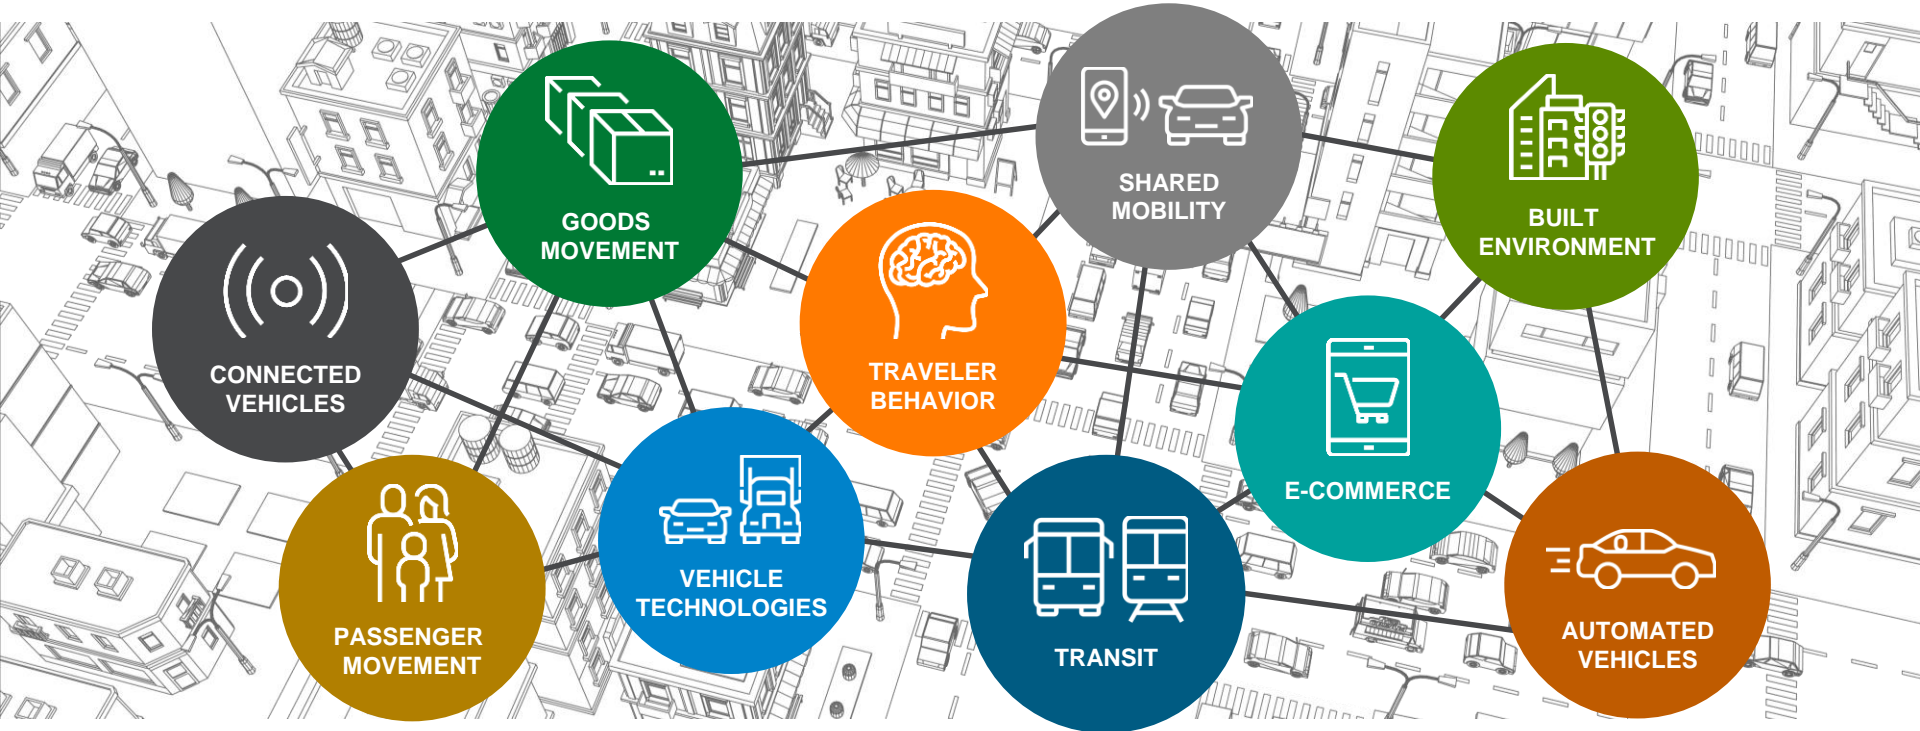 GOODS
MOVEMENT
SHARED
MOBILITY
BUILT
ENVIRONMENT
CONNECTED
VEHICLES
TRAVELER
BEHAVIOR
E-COMMERCE
PASSENGER
MOVEMENT
VEHICLE
TECHNOLOGIES
TRANSIT
AUTOMATED
VEHICLES